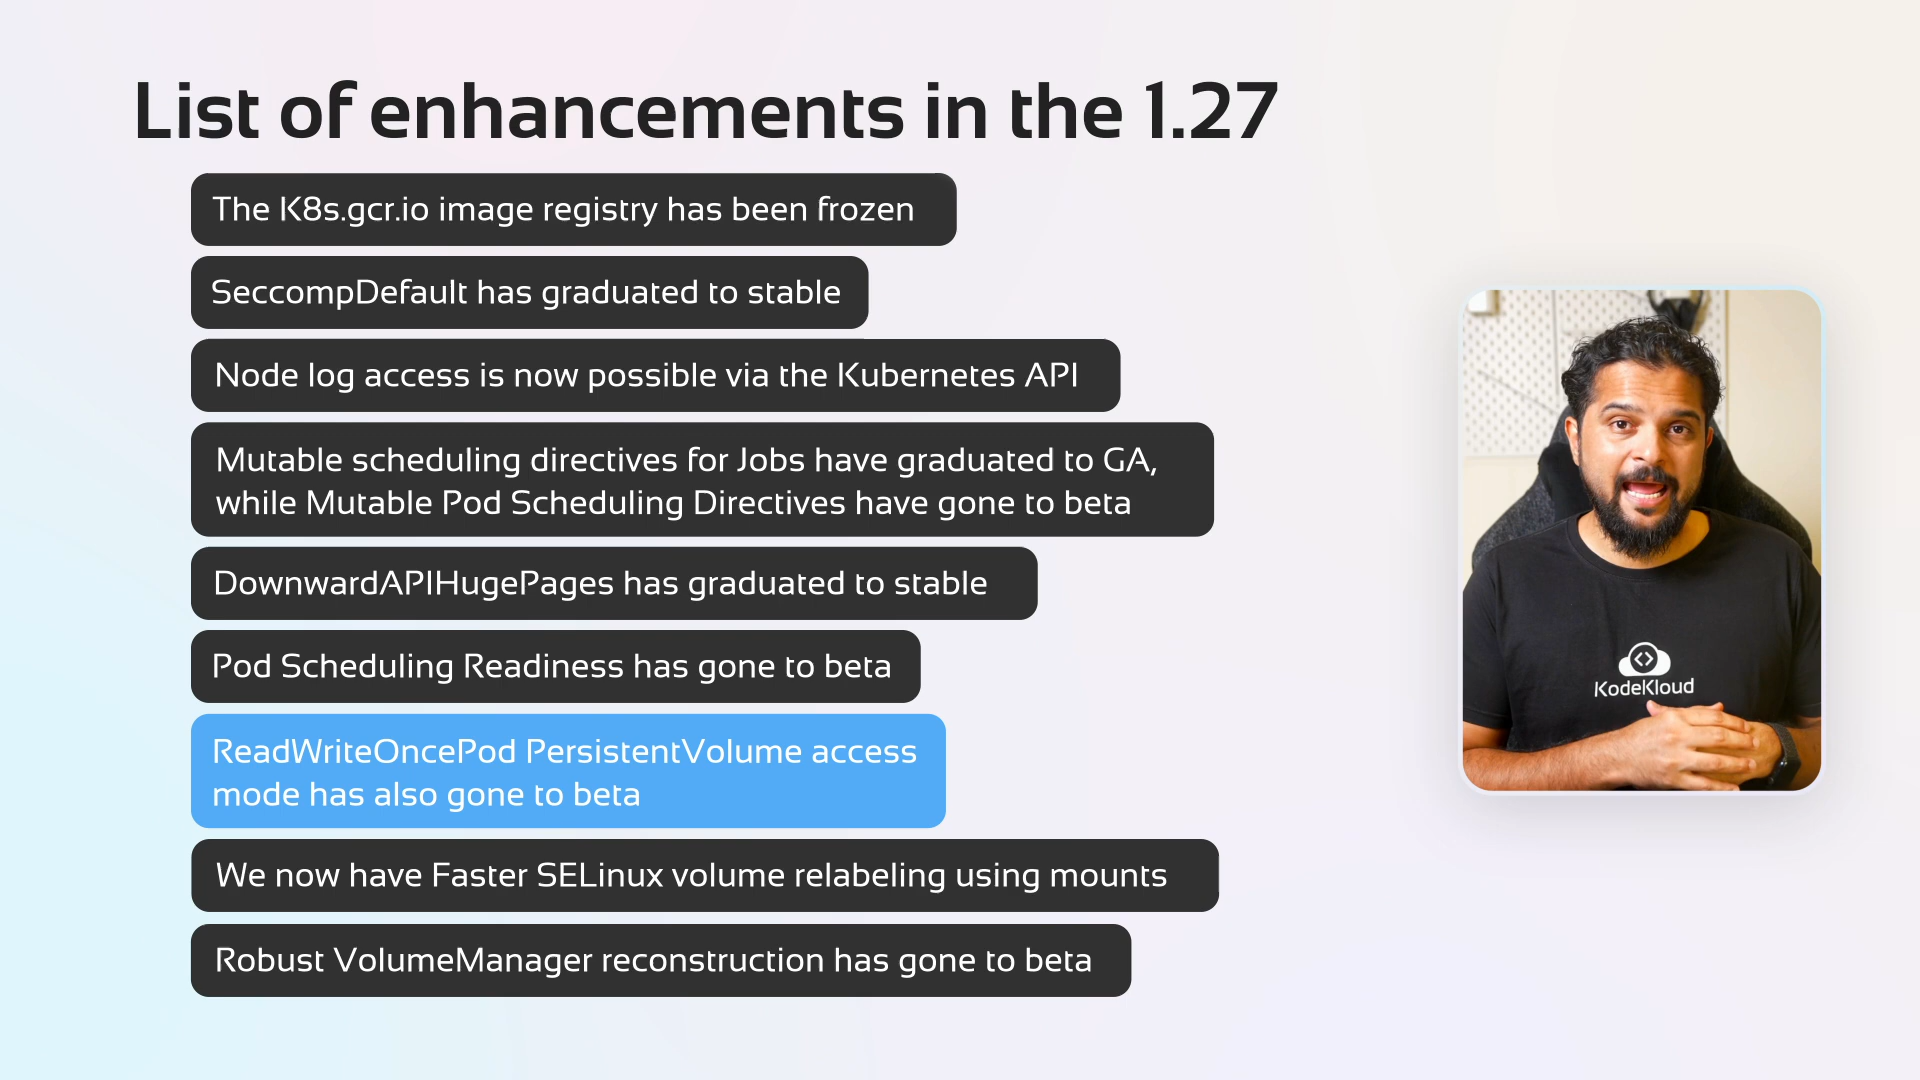 List of enhancements in the 1.27
The K8s.gcr.io image registry has been frozen
SeccompDefault has graduated to stable
Node log access is now possible via the Kubernetes API
Mutable scheduling directives for Jobs have graduated to GA,
while Mutable Pod Scheduling Directives have gone to beta
DownwardAPIHugePages has graduated to stable
Pod Scheduling Readiness has gone to beta
ReadWriteOncePod PersistentVolume access
mode has also gone to beta
We now have Faster SELinux volume relabeling using mounts
Robust VolumeManager reconstruction has gone to beta
KodeKloud